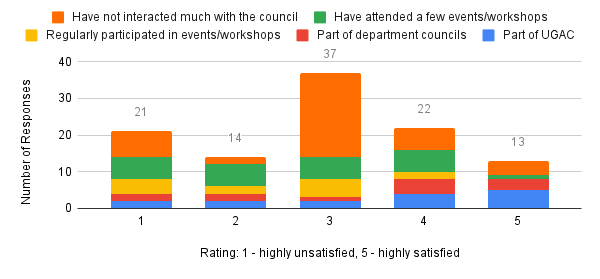 Have not interacted much with the council Have attended a few events/workshops
Regularly participated in events/workshops Part of department councils Part of UGAC
40
30
20
10
0
Number of Responses
21
14
37
22
13
1 2 3 4 5
Rating: 1 - highly unsatisfied, 5 - highly satisfied